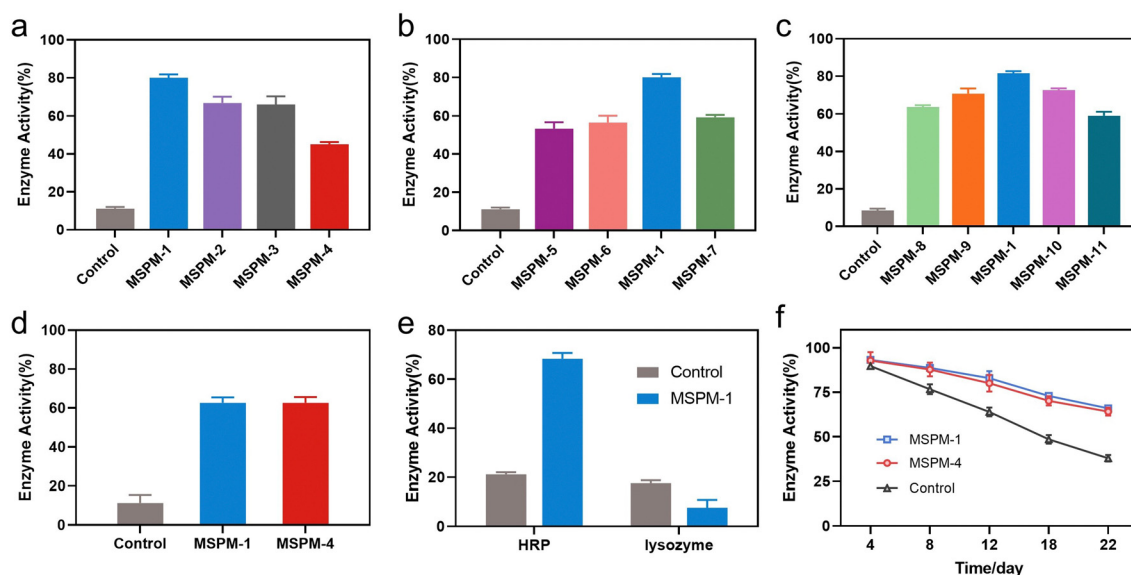 a
Enzyme Activity(%)
100
80
60
40
20
0
Control
MSPM-1
MSPM-2
MSPM-3
MSPM-4
b
Enzyme Activity(%)
100
80
60
40
20
0
Control
MSPM-5
MSPM-6
MSPM-1
MSPM-7
c
Enzyme Activity(%)
100
80
60
40
20
0
Control
MSPM-8
MSPM-9
MSPM-1
MSPM-10
MSPM-11
d
Enzyme Activity(%)
100
80
60
40
20
0
Control
MSPM-1
MSPM-4
e
Enzyme Activity(%)
80
60
40
20
0
Control
MSPM-1
HRP
lysozyme
f
Enzyme Activity(%)
100
75
50
25
0
MSPM-1
MSPM-4
Control
4
8
12
18
22
Time/day